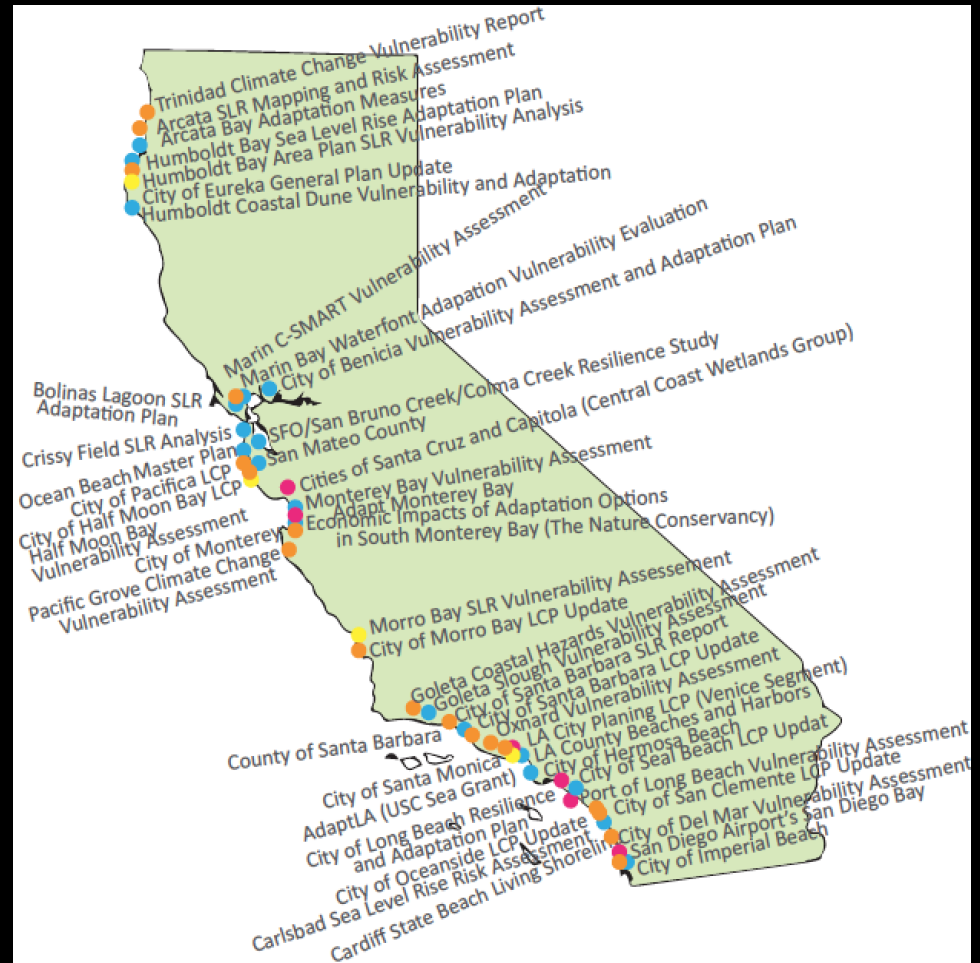 Trinidad Climate Change Vulnerability Report
Arcata SLR Mapping and Risk Assessment
Arcata Bay Adaptation Measures
Humboldt Bay Sea Level Rise Adaptation Plan
Humboldt Bay Area Plan SLR Vulnerability Analysis
City of Eureka General Plan Update
Humboldt Coastal Dune Vulnerability and Adaptation
Marin C-SMART Vulnerability Assessment
Marin Bay Waterfont Adapation Vulnerability Evaluation
City of Benicia Vulnerability Assessment and Adaptation Plan
Bolinas Lagoon SLR
Adaptation Plan
SFO/San Bruno Creek/Colma Creek Resilience Study
San Mateo County
Crissy Field SLR Analysis
Ocean Beach Master Plan
City of Pacifica LCP
City of Half Moon Bay LCP
Half Moon Bay
Vulnerability Assessment
Cities of Santa Cruz and Capitola (Central Coast Wetlands Group)
Monterey Bay Vulnerability Assessment
Adapt Monterey Bay
Economic Impacts of Adaptation Options
in South Monterey Bay (The Nature Conservancy)
City of Monterey
Pacific Grove Climate Change
Vulnerability Assessment
Morro Bay SLR Vulnerability Assessement
City of Morro Bay LCP Update
Goleta Coastal Hazards Vulnerability Assessment
Goleta Slough Vulnerability Assessment
City of Santa Barbara SLR Report
City of Santa Barbara LCP Update
Oxnard Vulnerability Assessment
LA City Planing LCP (Venice Segment)
LA County Beaches and Harbors
City of Hermosa Beach
City of Seal Beach LCP Updat
Port of Long Beach Vulnerability Assessment
City of San Clemente LCP Update
City of Del Mar Vulnerability Assessment
San Diego Airport's San Diego Bay
City of Imperial Beach
County of Santa Barbara
City of Santa Monica
AdaptLA (USC Sea Grant)
City of Long Beach Resilience
and Adaptation Plan
City of Oceanside LCP Update
Carlsbad Sea Level Rise Risk Assessment
Cardiff State Beach Living Shorelin